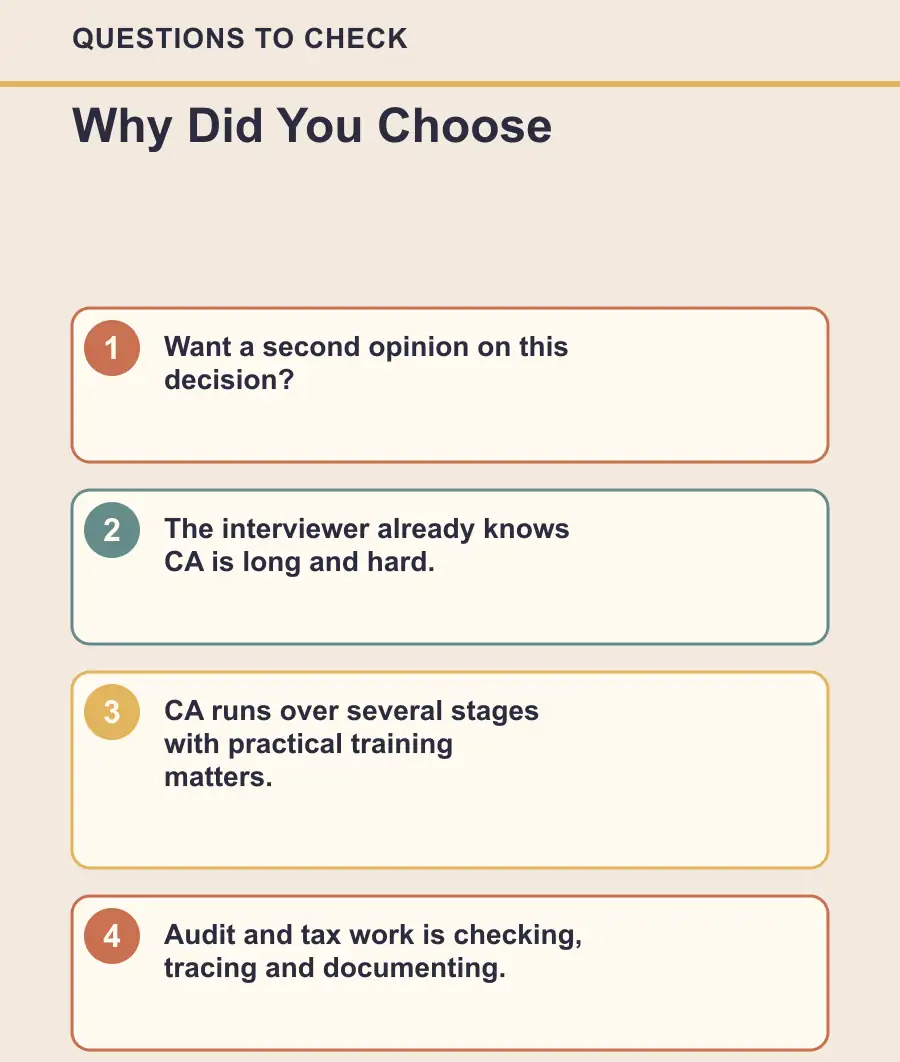 QUESTIONS TO CHECK
Why Did You Choose
1
Want a second opinion on this
decision?
2
The interviewer already knows
CA is long and hard.
3
CA runs over several stages
with practical training
matters.
4
Audit and tax work is checking,
tracing and documenting.